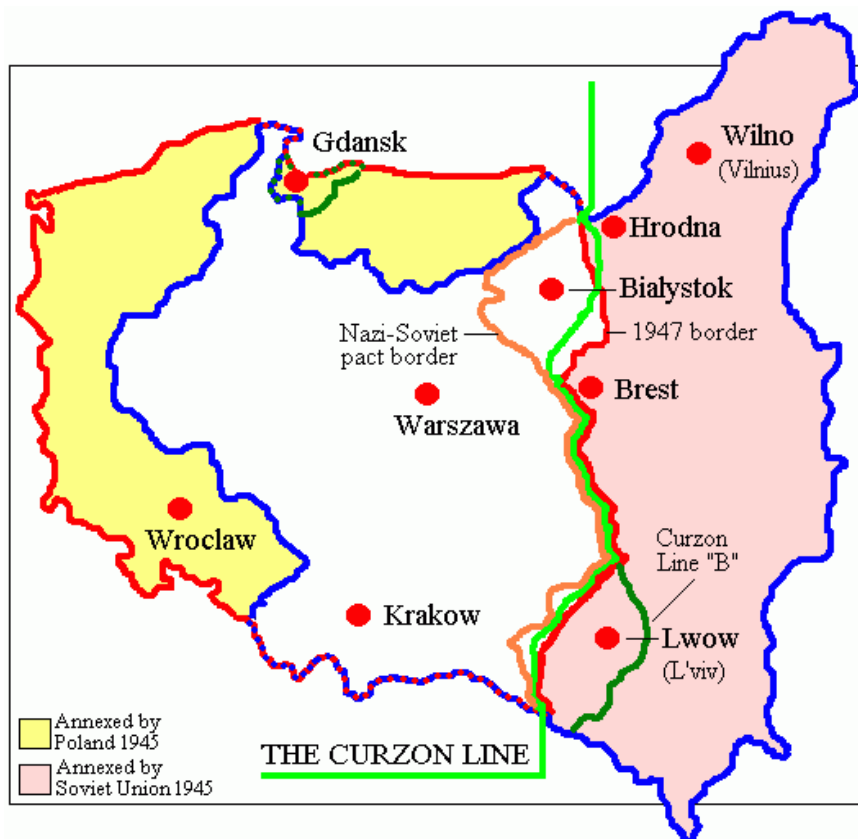 Gdansk
Wilno
(Vilnius)
Hrodna
Białystok
Nazi-Soviet
pact border
1947 border
Brest
Warszawa
Wroclaw
Curzon
Line "B"
Krakow
Lwow
(L'viv)
Annexed by
Poland 1945
THE CURZON LINE
Annexed by
Soviet Union 1945